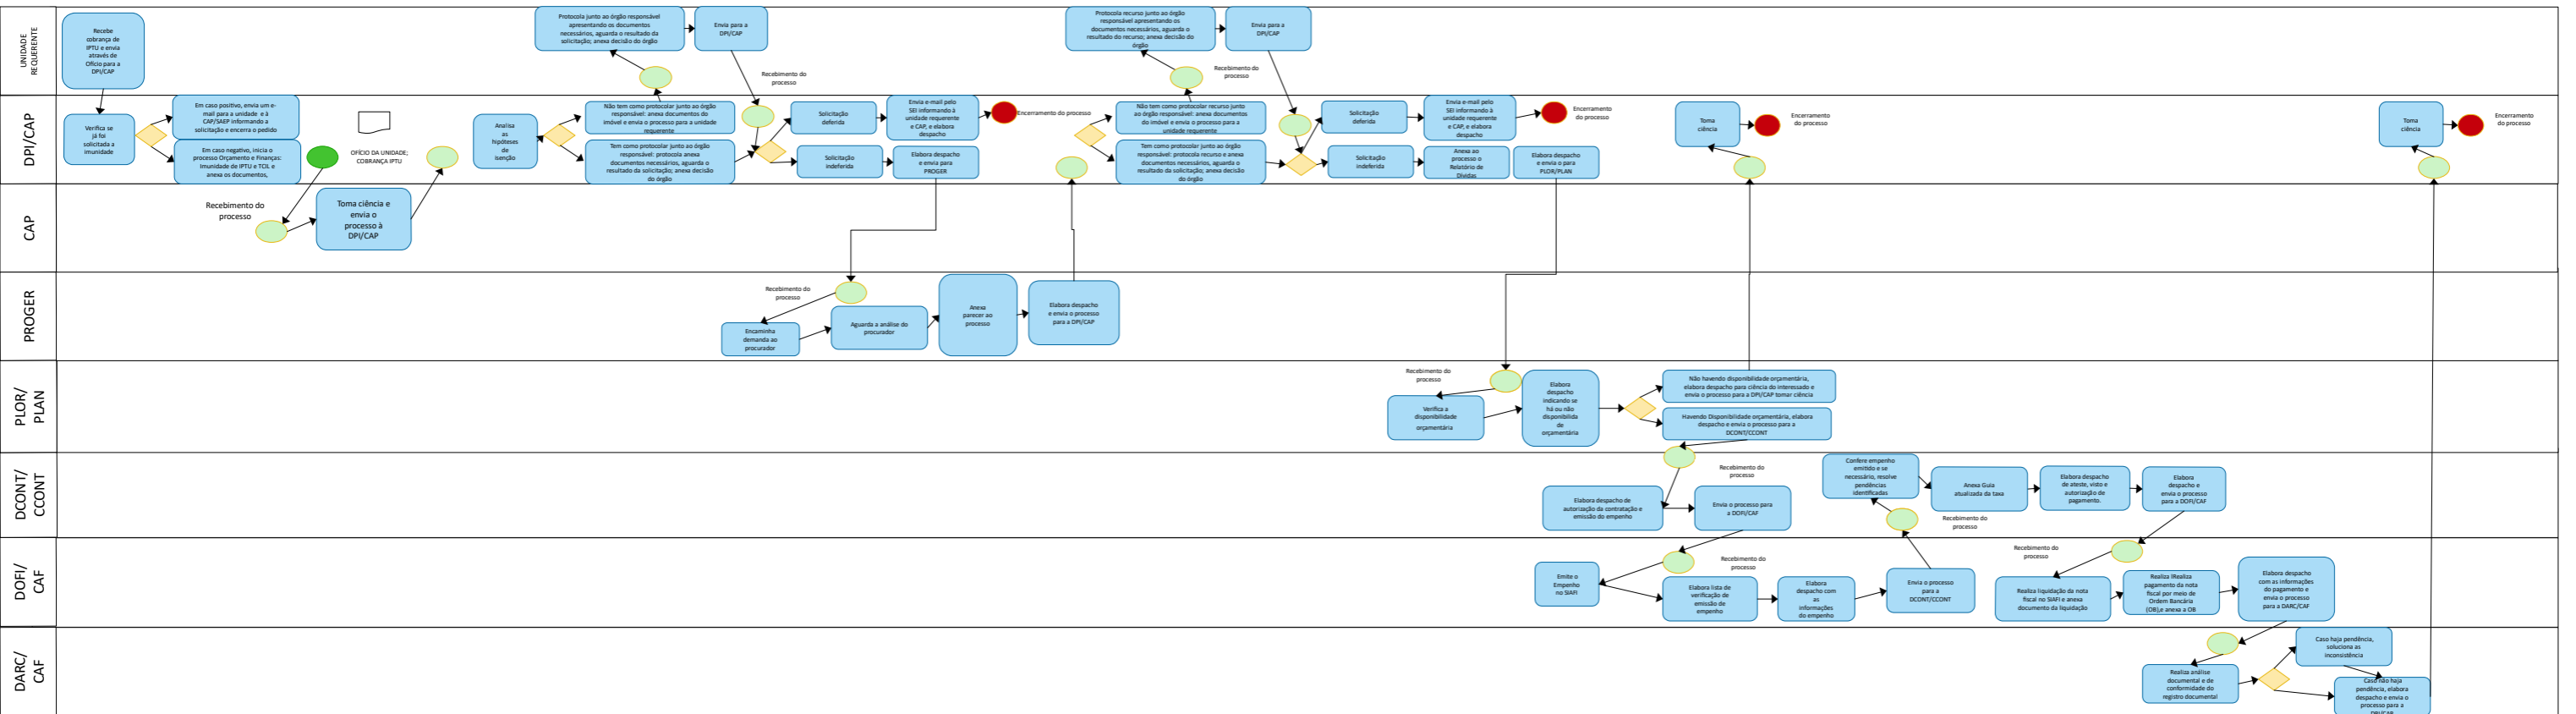 UNIDADE
REQUERENTE
Recebe
cobrança de
IPTU e envia
através de
Ofício para a
DPI/CAP
Protocola junto ao órgão responsável
apresentando os documentos
necessários, aguarda o resultado da
solicitação; anexa decisão do órgão
Envia para a
DPI/CAP
Recebimento do
processo
Protocola recurso junto ao órgão
responsável apresentando os
documentos necessários, aguarda o
resultado do recurso; anexa decisão do
órgão
Envia para a
DPI/CAP
Recebimento do
processo
DPI/CAP
Verifica se
já foi
solicitada a
imunidade
Em caso positivo, envia um e-
mail para a unidade e à
CAP/SAEP informando a
solicitação e encerra o pedido
Em caso negativo, inicia o
processo Orçamento e Finanças:
Imunidade de IPTU e TCIL e
anexa os documentos,
OFÍCIO DA UNIDADE;
COBRANÇA IPTU
Analisa
as
hipóteses
de
isenção
Não tem como protocolar junto ao órgão
responsável: anexa documentos do
imóvel e envia o processo para a unidade
requerente
Tem como protocolar junto ao órgão
responsável: protocola anexa
documentos necessários, aguarda o
resultado da solicitação; anexa decisão
do órgão
Solicitação
deferida
Solicitação
indeferida
Envia e-mail pelo
SEI informando à
unidade requerente
e CAP, e elabora
despacho
Elabora despacho
e envia para
PROGER
Encerramento do processo
Não tem como protocolar recurso junto
ao órgão responsável: anexa documentos
do imóvel e envia o processo para a
unidade requerente
Tem como protocolar junto ao órgão
responsável: protocola recurso e anexa
documentos necessários, aguarda o
resultado da solicitação; anexa decisão
do órgão
Solicitação
deferida
Solicitação
indeferida
Envia e-mail pelo
SEI informando à
unidade requerente
e CAP, e elabora
despacho
Anexa ao
processo o
Relatório de
Dívidas
Elabora despacho
e envia o para
PLOR/PLAN
Encerramento
do processo
Toma
ciência
Encerramento
do processo
Toma
ciência
Encerramento
do processo
CAP
Recebimento do
processo
Toma ciência e
envia o
processo à
DPI/CAP
PROGER
Recebimento do
processo
Encaminha
demanda ao
procurador
Aguarda a análise do
procurador
Anexa
parecer ao
processo
Elabora despacho
e envia o processo
para a DPI/CAP
PLOR/
PLAN
Recebimento do
processo
Verifica a
disponibilidade
orçamentária
Elabora
despacho
indicando se
há ou não
disponibilida
de
orçamentária
Não havendo disponibilidade orçamentária,
elabora despacho para ciência do interessado e
envia o processo para a DPI/CAP tomar ciência
Havendo Disponibilidade orçamentária, elabora
despacho e envia o processo para a
DCONT/CCONT
DCONT/
CCONT
Recebimento do
processo
Elabora despacho de
autorização da contratação e
emissão do empenho
Envia o processo para
a DOFI/CAF
Confere empenho
emitido e se
necessário, resolve
pendências
identificadas
Recebimento do
processo
Anexa Guia
atualizada da taxa
Elabora despacho
de ateste, visto e
autorização de
pagamento.
Elabora
despacho e
envia o processo
para a DOFI/CAF
DOFI/
CAF
Emite o
Empenho
no SIAFI
Recebimento do
processo
Elabora lista de
verificação de
emissão de
empenho
Elabora
despacho com
as
informações
do empenho
Envia o processo
para a
DCONT/CCONT
Recebimento do
processo
Realiza liquidação da nota
fiscal no SIAFI e anexa
documento da liquidação
Realiza lRealiza
pagamento da nota
fiscal por meio de
Ordem Bancária
(OB),e anexa a OB
Elabora despacho
com as informações
do pagamento e
envia o processo
para a DARC/CAF
DARC/
CAF
Realiza análise
documental e de
conformidade do
registro documental
Caso haja pendência,
soluciona as
inconsistência
Caso não haja
pendência, elabora
despacho e envia o
processo para a
DPI/CAP